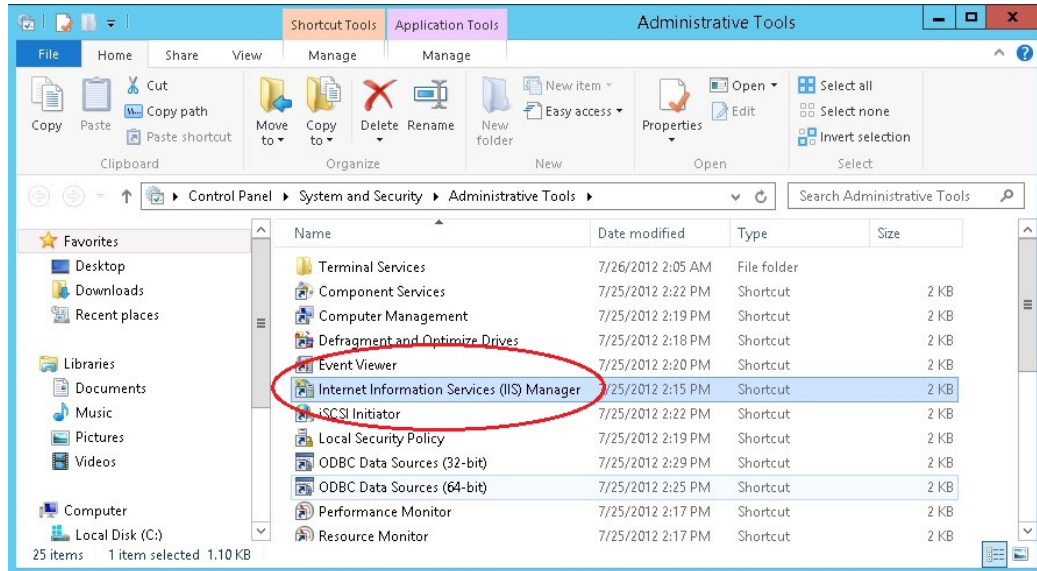 Shortcut Tools Application Tools Administrative Tools
File Home Share View Manage Manage
Copy
Paste
Cut
Copy path
Paste shortcut
Clipboard
Move to
Copy to
Delete
Rename
Organize
New folder
New item
Easy access
New
Properties
Open
Edit
Open
Select all
Select none
Invert selection
Select
Control Panel System and Security Administrative Tools
Search Administrative Tools
Favorites
Desktop
Downloads
Recent places
Libraries
Documents
Music
Pictures
Videos
Computer
Local Disk (C:)
Name Date modified Type Size
Terminal Services 7/26/2012 2:05 AM File folder
Component Services 7/25/2012 2:22 PM Shortcut 2 KB
Computer Management 7/25/2012 2:19 PM Shortcut 2 KB
Defragment and Optimize Drives 7/25/2012 2:18 PM Shortcut 2 KB
Event Viewer 7/25/2012 2:20 PM Shortcut 2 KB
Internet Information Services (IIS) Manager 7/25/2012 2:15 PM Shortcut 2 KB
iSCSI Initiator 7/25/2012 2:22 PM Shortcut 2 KB
Local Security Policy 7/25/2012 2:19 PM Shortcut 2 KB
ODBC Data Sources (32-bit) 7/25/2012 2:29 PM Shortcut 2 KB
ODBC Data Sources (64-bit) 7/25/2012 2:25 PM Shortcut 2 KB
Performance Monitor 7/25/2012 2:17 PM Shortcut 2 KB
Resource Monitor 7/25/2012 2:17 PM Shortcut 2 KB
25 items 1 item selected 1.10 KB